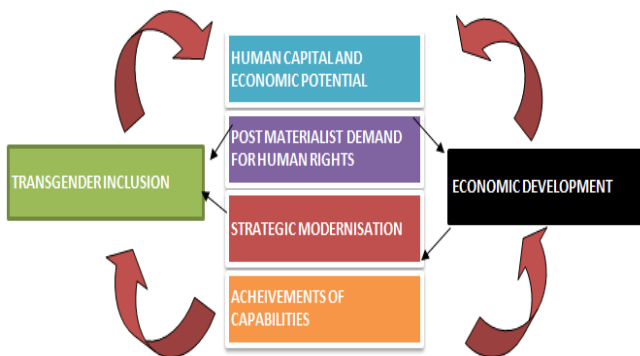 HUMAN CAPITAL AND
ECONOMIC POTENTIAL
POST MATERIALIST DEMAND
FOR HUMAN RIGHTS
TRANSGENDER INCLUSION
ECONOMIC DEVELOPMENT
STRATEGIC MODERNISATION
ACHEIVEMENTS OF
CAPABILITIES